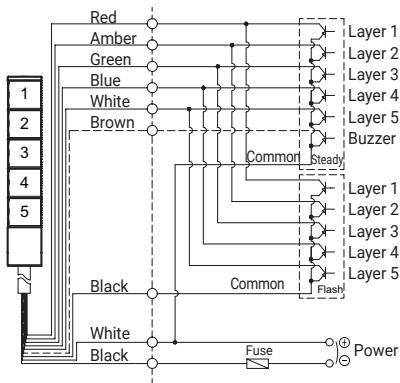 Red
Amber
Green
Blue
White
Brown
1
2
3
4
5
Layer 1
Layer 2
Layer 3
Layer 4
Layer 5
Buzzer
Common Steady
Layer 1
Layer 2
Layer 3
Layer 4
Layer 5
Black
Common Flash
White
Black
Fuse
+
−
Power